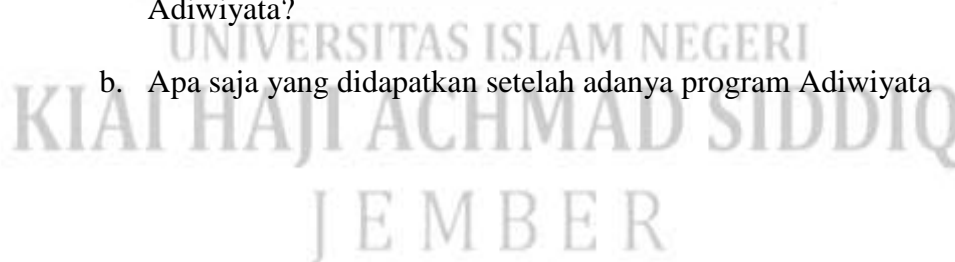 Adiwiyata?
UNIVERSITAS ISLAM NEGERI
b. Apa saja yang didapatkan setelah adanya program Adiwiyata
KIAI HAJI ACHMAD SIDDIQ
JEMBER